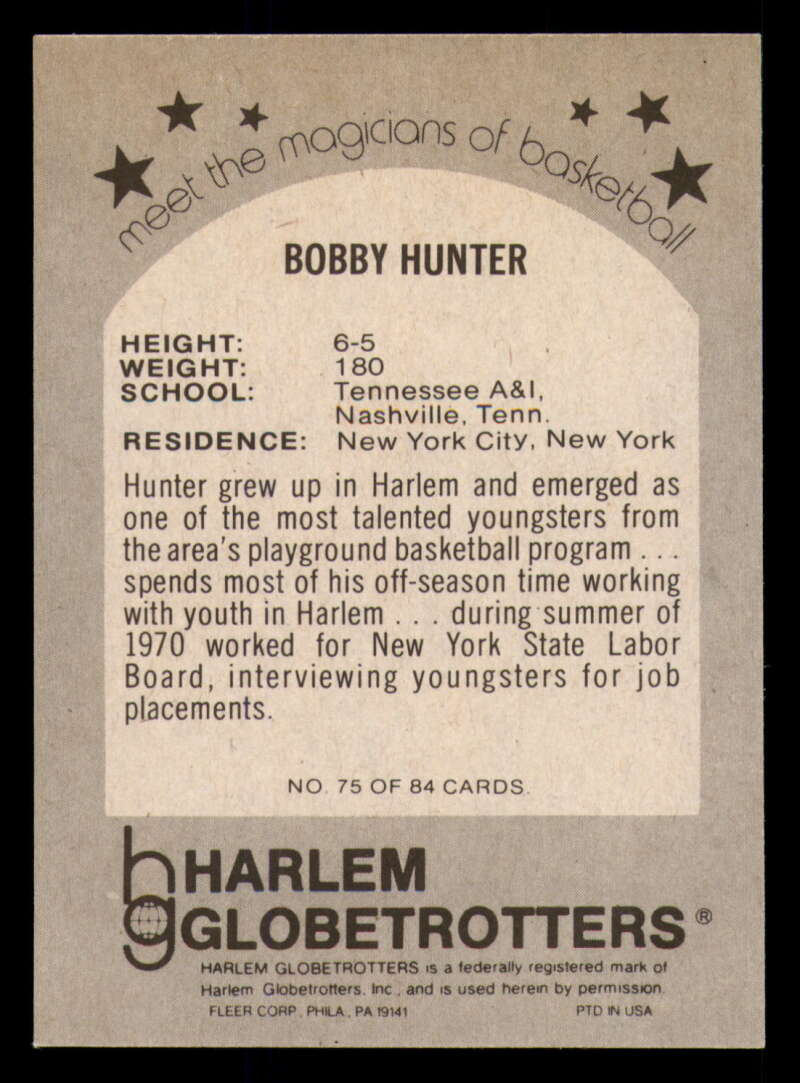 meet the magicians of basketball
BOBBY HUNTER
HEIGHT: 6-5
WEIGHT: 180
SCHOOL: Tennessee A&I,
Nashville, Tenn.
RESIDENCE: New York City, New York
Hunter grew up in Harlem and emerged as
one of the most talented youngsters from
the area's playground basketball program . . .
spends most of his off-season time working
with youth in Harlem . . . during summer of
1970 worked for New York State Labor
Board, interviewing youngsters for job
placements.
NO. 75 OF 84 CARDS.
hg HARLEM
GLOBETROTTERS ®
HARLEM GLOBETROTTERS is a federally registered mark of
Harlem Globetrotters, Inc., and is used herein by permission.
FLEER CORP., PHILA., PA 19141 PTD IN USA